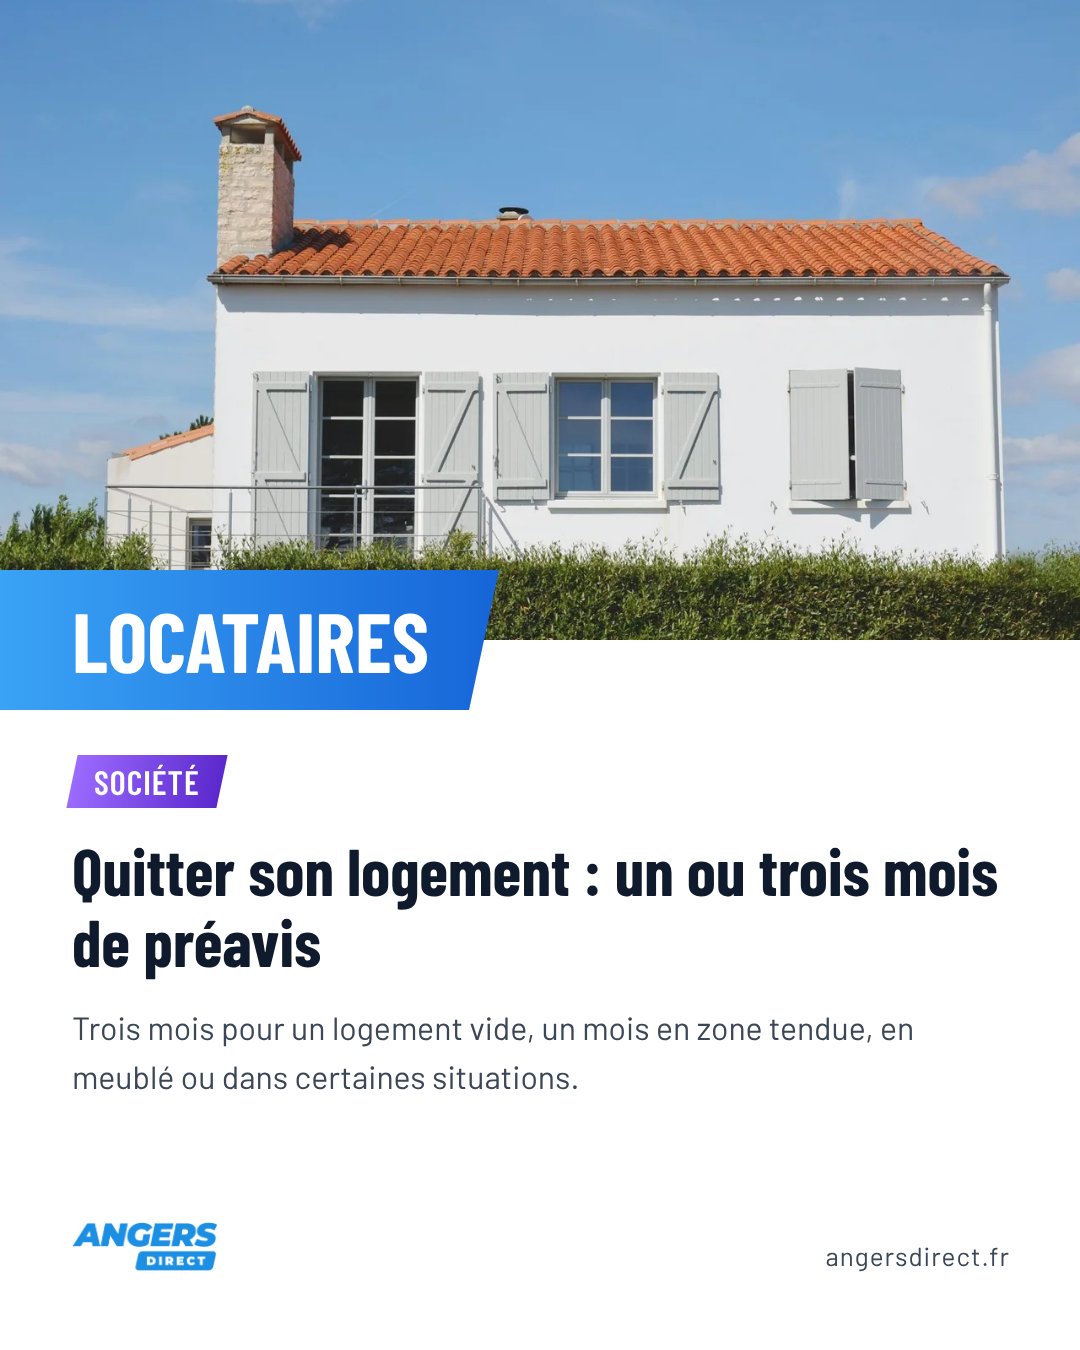 LOCATAIRES
SOCIÉTÉ
Quitter son logement : un ou trois mois
de préavis
Trois mois pour un logement vide, un mois en zone tendue, en
meublé ou dans certaines situations.
ANGERS
DIRECT
angersdirect.fr